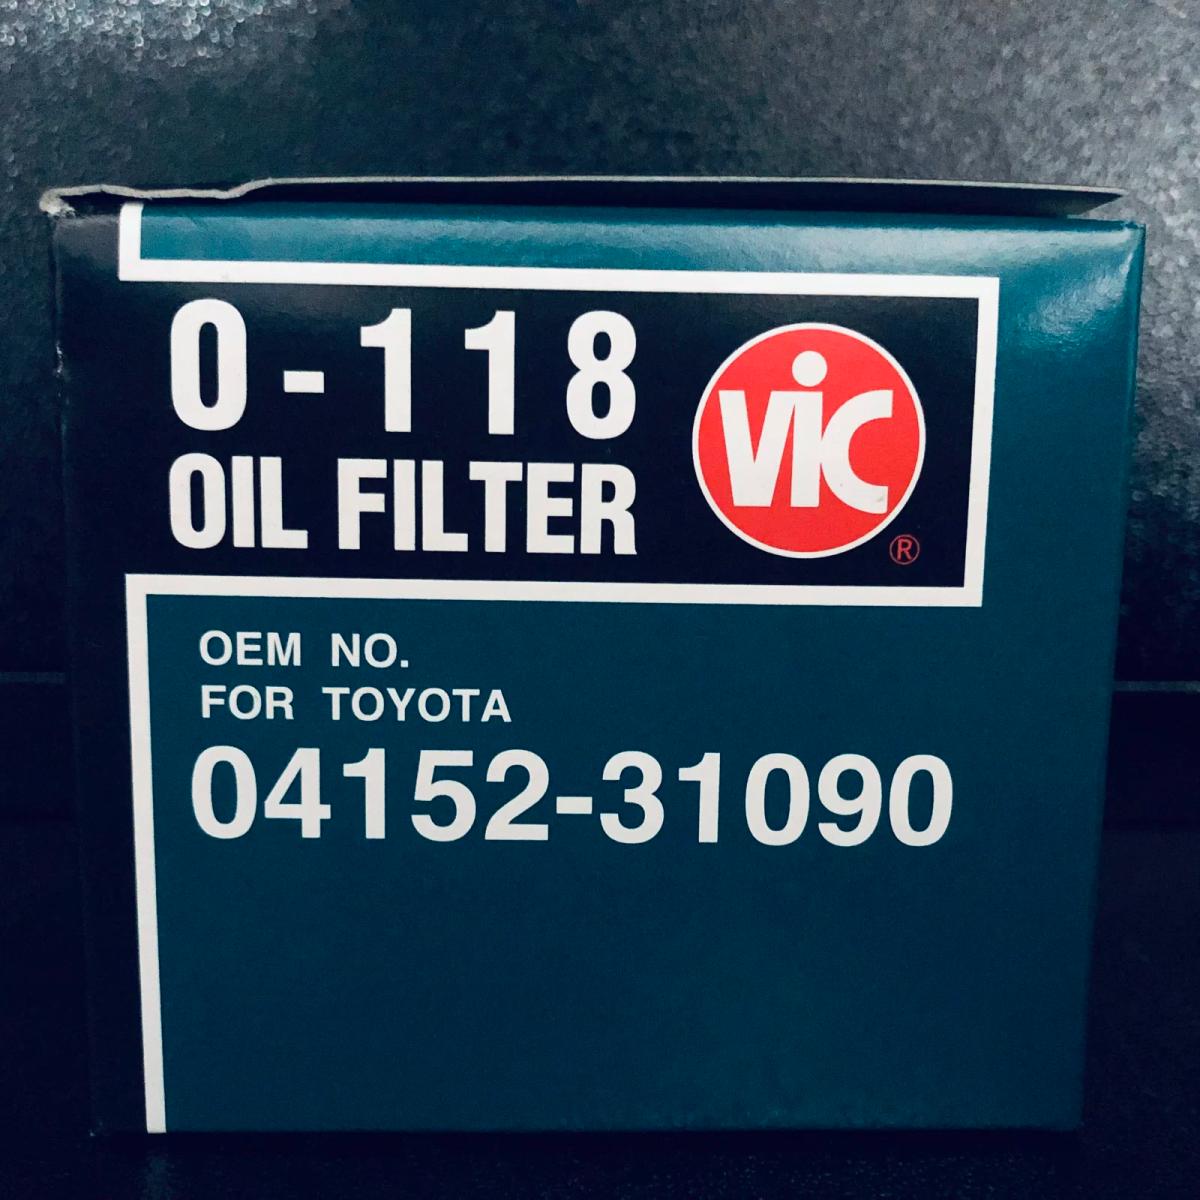 0-118
OIL FILTER
ViC
®
OEM NO.
FOR TOYOTA
04152-31090